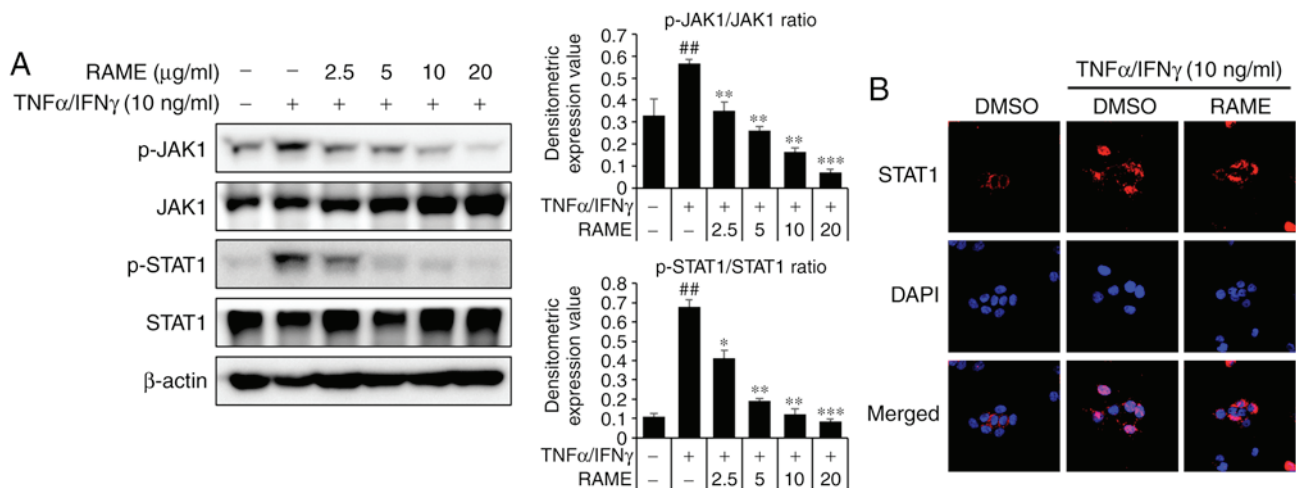 A
RAME (μg/ml) – – 2.5 5 10 20
TNFα/IFNγ (10 ng/ml) – + + + + +
p-JAK1
JAK1
p-STAT1
STAT1
β-actin
p-JAK1/JAK1 ratio
Densitometric
expression value
0.7
0.6
0.5
0.4
0.3
0.2
0.1
0
##
**
**
**
***
TNFα/IFNγ – + + + + +
RAME – – 2.5 5 10 20
p-STAT1/STAT1 ratio
Densitometric
expression value
0.8
0.7
0.6
0.5
0.4
0.3
0.2
0.1
0
##
*
**
**
***
TNFα/IFNγ – + + + + +
RAME – – 2.5 5 10 20
B
TNFα/IFNγ (10 ng/ml)
DMSO DMSO RAME
STAT1
DAPI
Merged